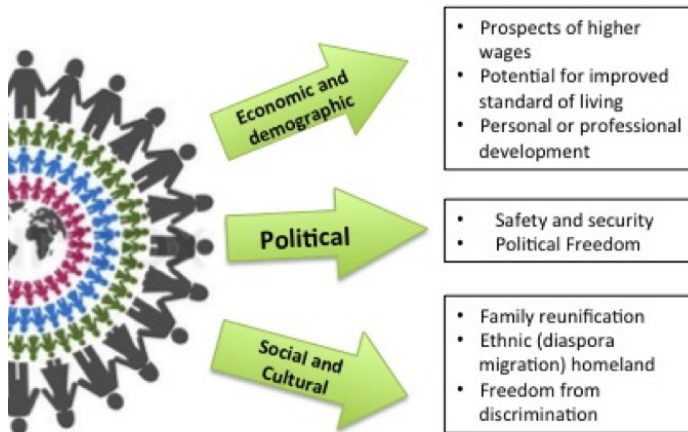 Economic and
demographic
• Prospects of higher
wages
• Potential for improved
standard of living
• Personal or professional
development
Political
• Safety and security
• Political Freedom
Social and
Cultural
• Family reunification
• Ethnic (diaspora
migration) homeland
• Freedom from
discrimination